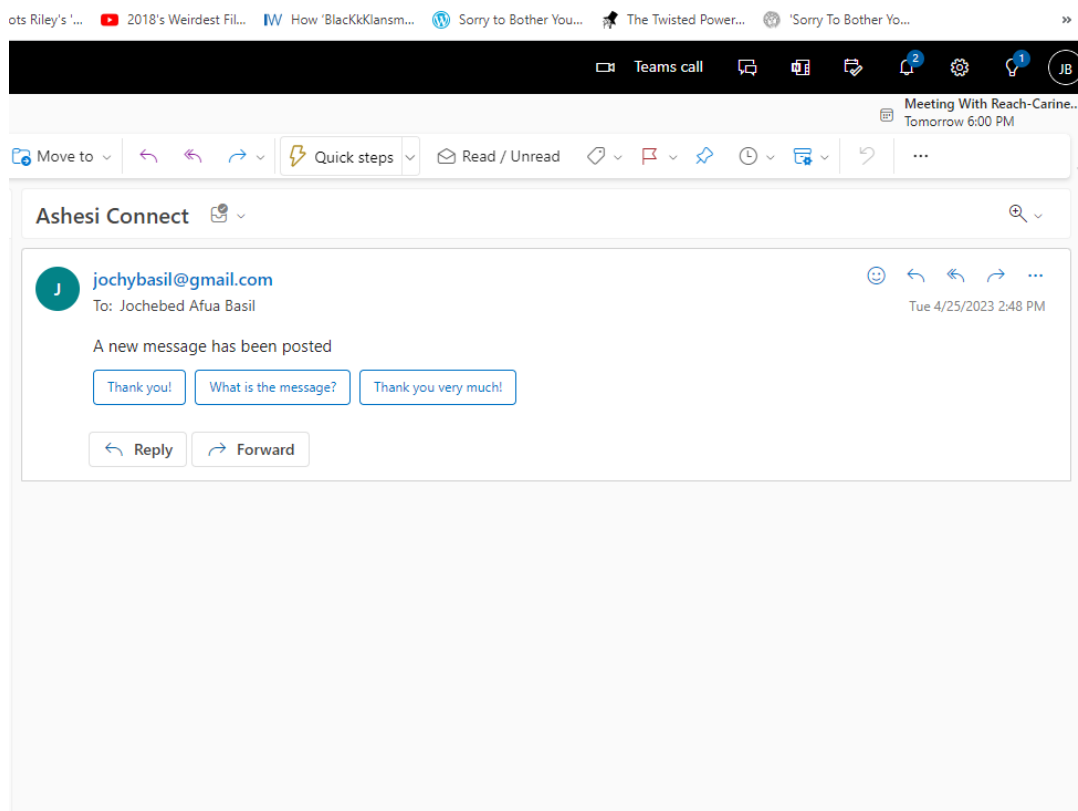 ots Riley's '... 2018's Weirdest Fil... IW How 'BlacKkKlansm... Sorry to Bother You... The Twisted Power... 'Sorry To Bother Yo... »
Teams call 2 1 JB
Meeting With Reach-Carine..
Tomorrow 6:00 PM
Move to Quick steps Read / Unread ...
Ashesi Connect
J jochybasil@gmail.com ...
To: Jochebed Afua Basil Tue 4/25/2023 2:48 PM
A new message has been posted
Thank you! What is the message? Thank you very much!
Reply Forward